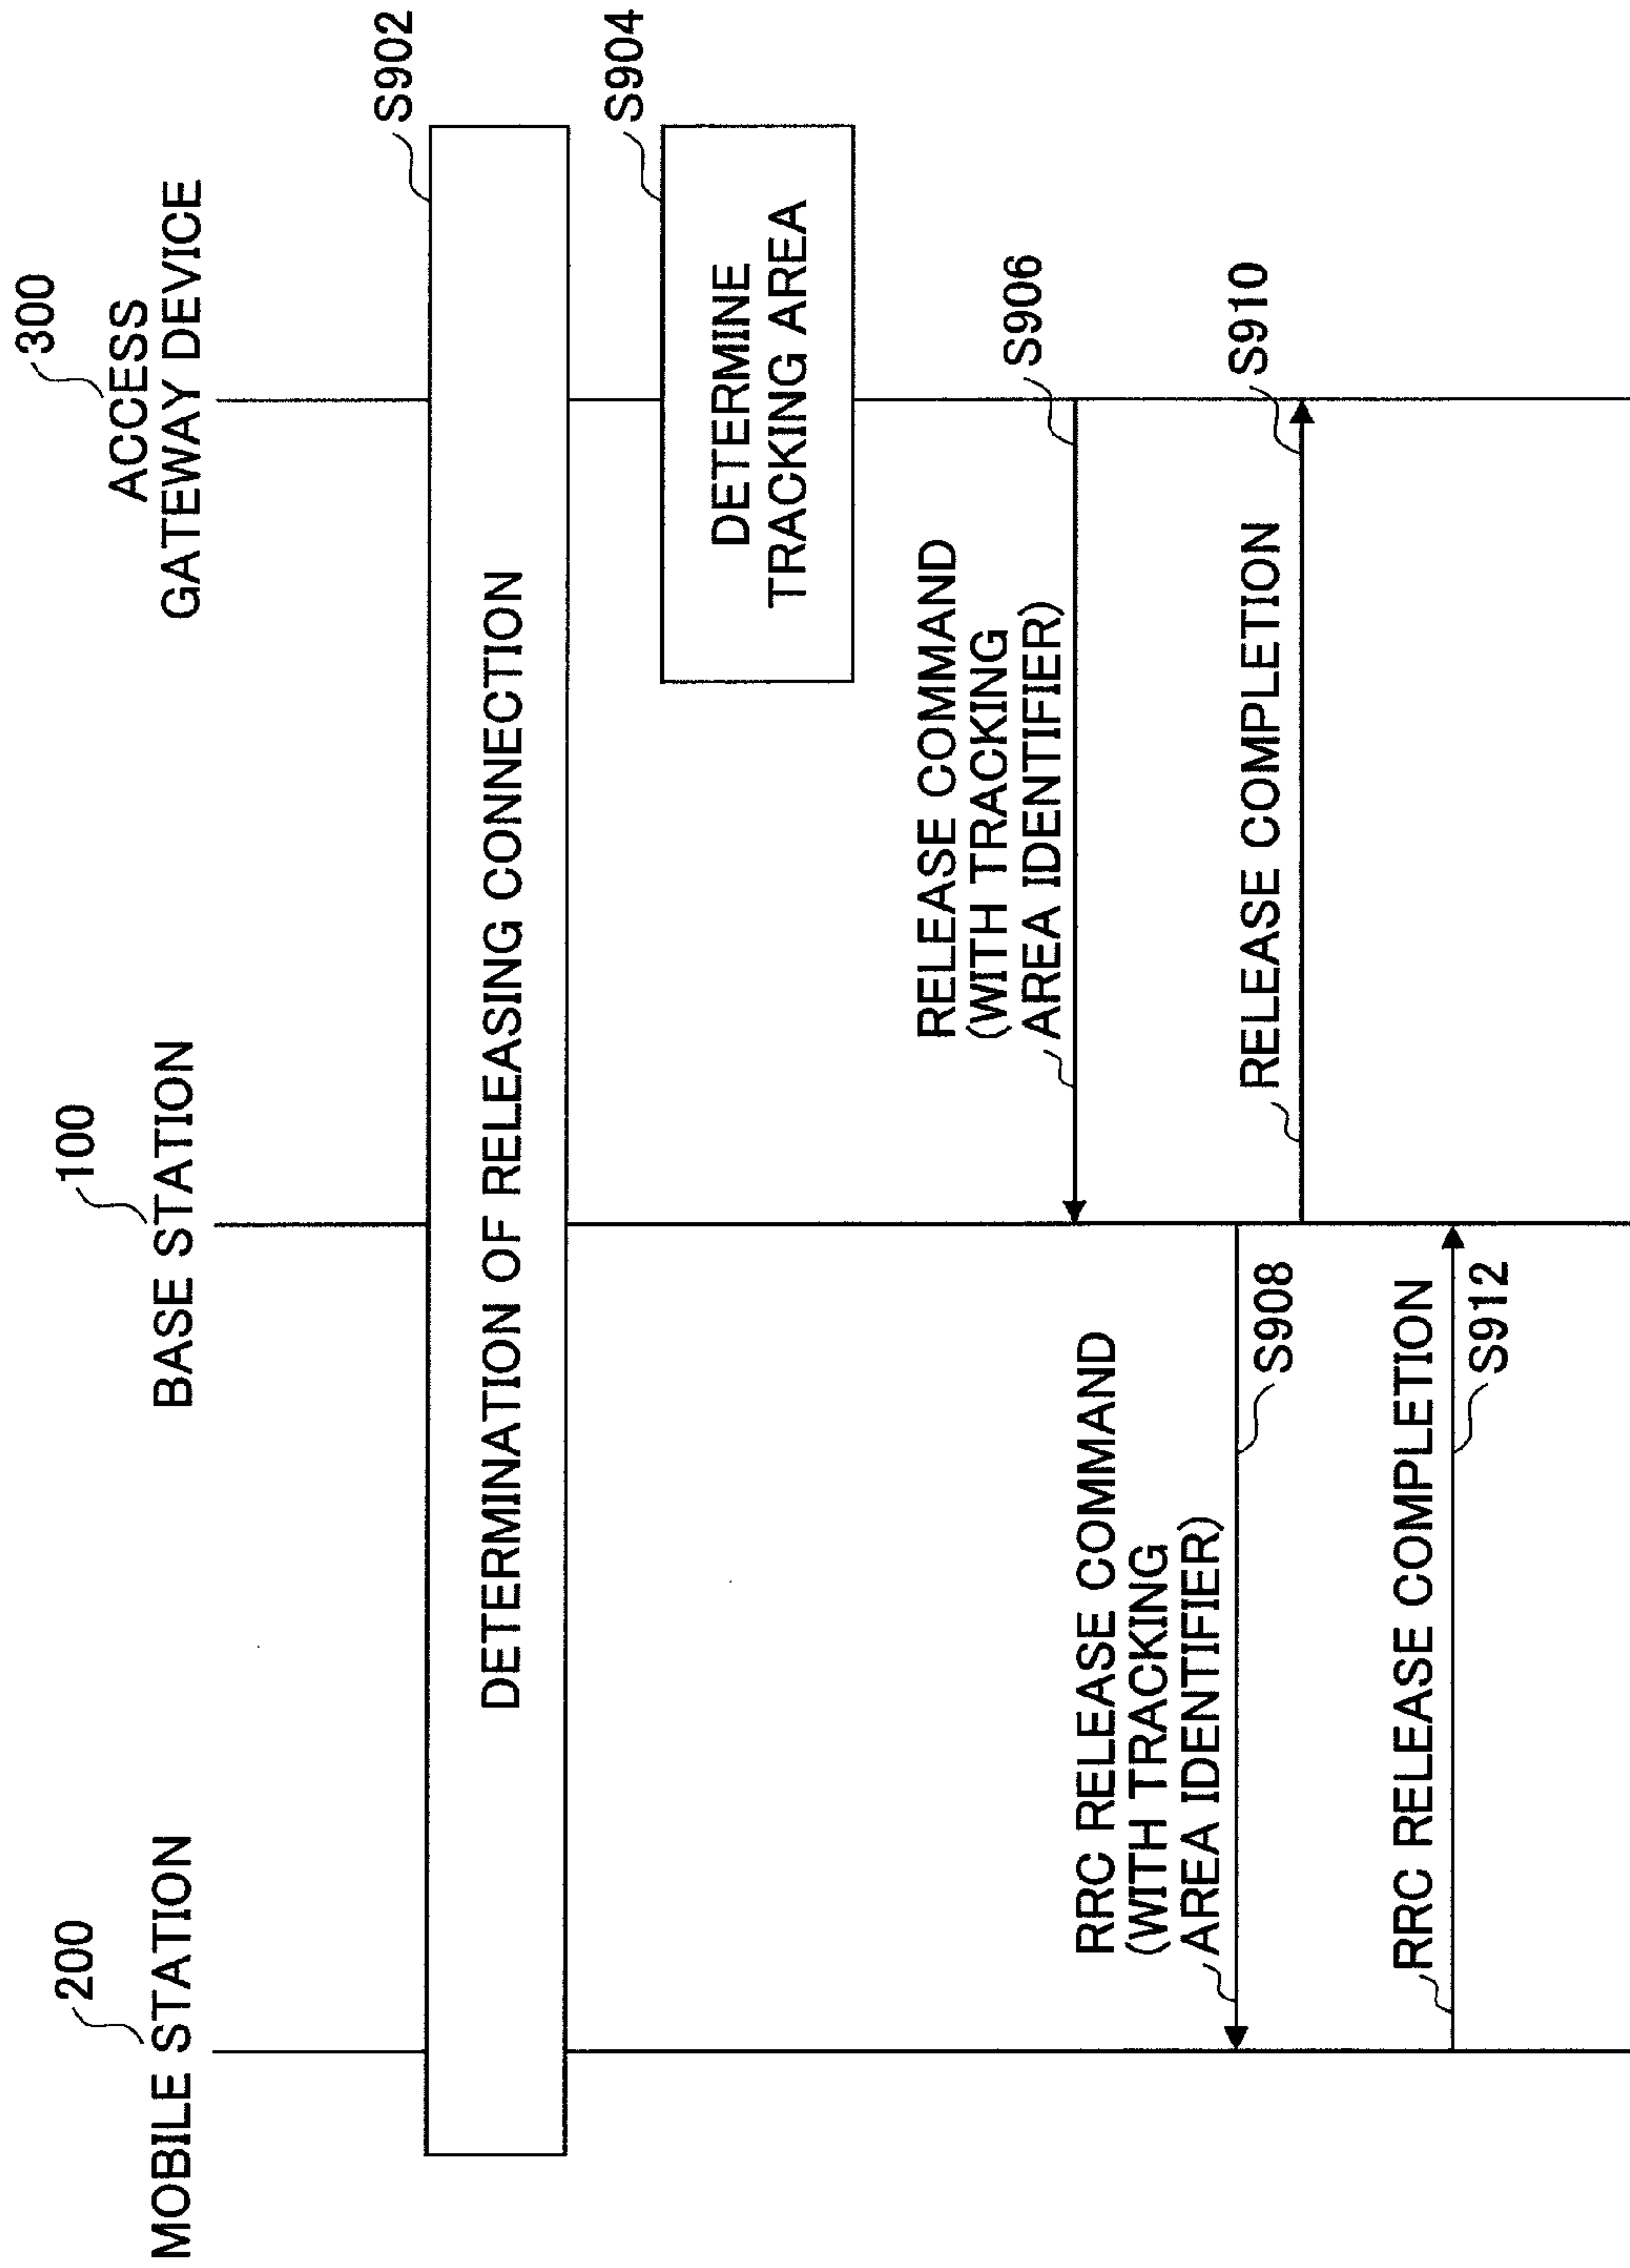 200
MOBILE STATION
100
BASE STATION
300
ACCESS
GATEWAY DEVICE
S902
DETERMINATION OF RELEASING CONNECTION
S904
DETERMINE
TRACKING AREA
RELEASE COMMAND
(WITH TRACKING
AREA IDENTIFIER)
S906
RRC RELEASE COMMAND
(WITH TRACKING
AREA IDENTIFIER)
S908
RELEASE COMPLETION
S910
RRC RELEASE COMPLETION
S912